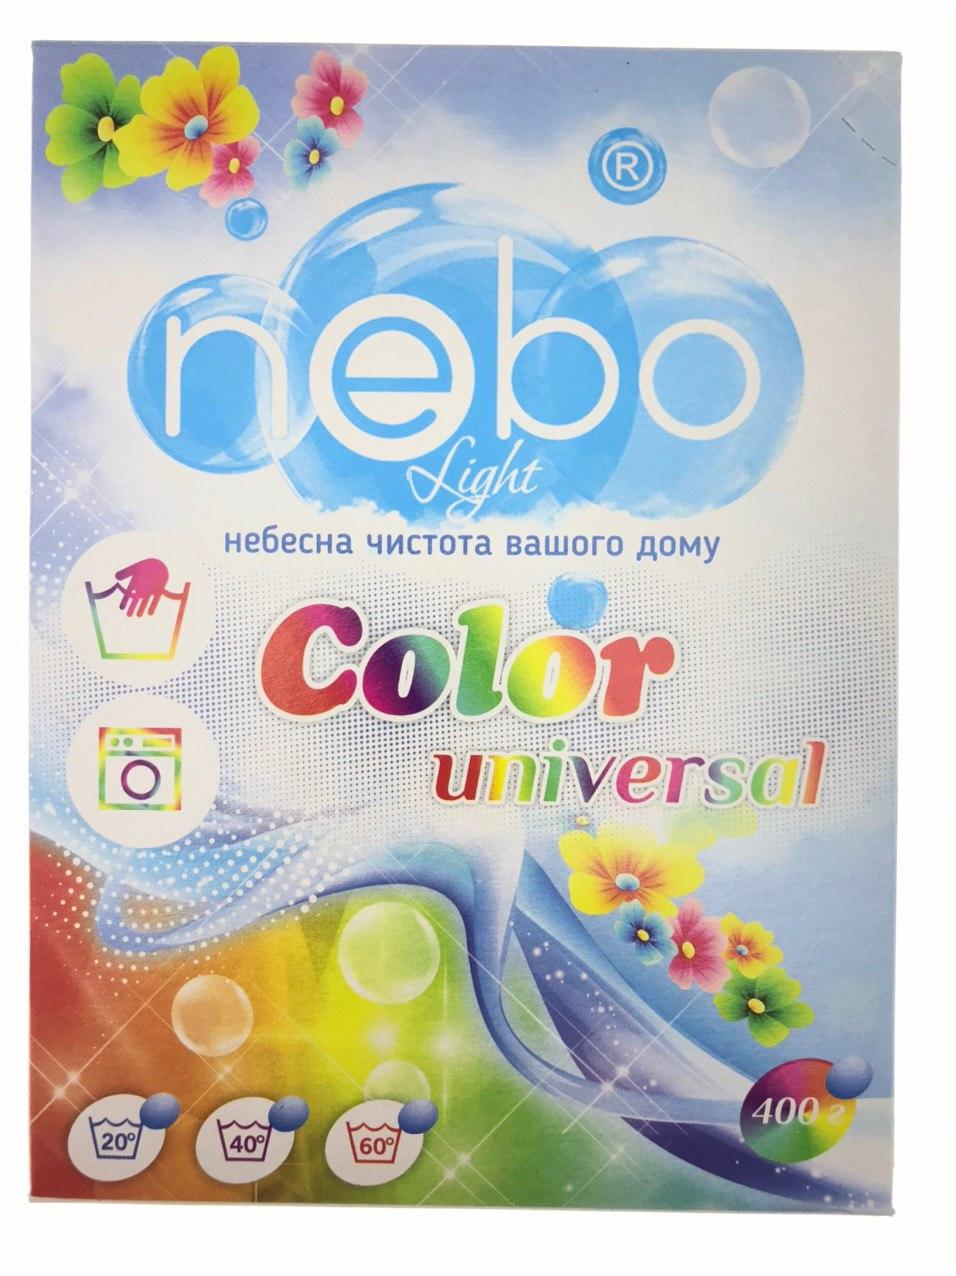 ®
nebo
Light
небесна чистота вашого дому
Color
universal
20° 40° 60°
400 г